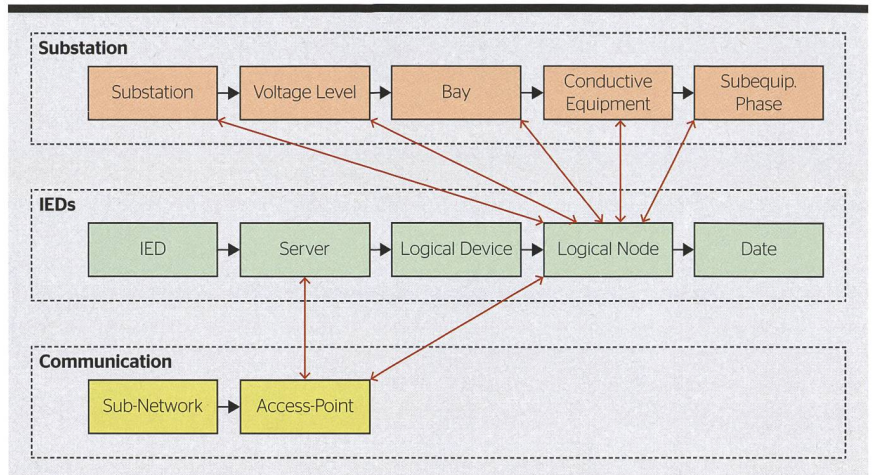 Substation
Substation
Voltage Level
Bay
Conductive
Equipment
Subequip.
Phase
IEDs
IED
Server
Logical Device
Logical Node
Date
Communication
Sub-Network
Access-Point